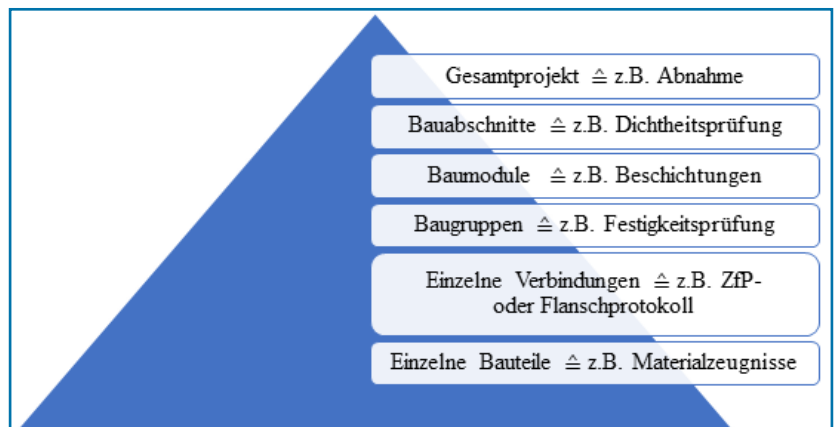 Gesamtprojekt ≙ z.B. Abnahme
Bauabschnitte ≙ z.B. Dichtheitsprüfung
Baumodule ≙ z.B. Beschichtungen
Baugruppen ≙ z.B. Festigkeitsprüfung
Einzelne Verbindungen ≙ z.B. ZfP-
oder Flanschprotokoll
Einzelne Bauteile ≙ z.B. Materialzeugnisse